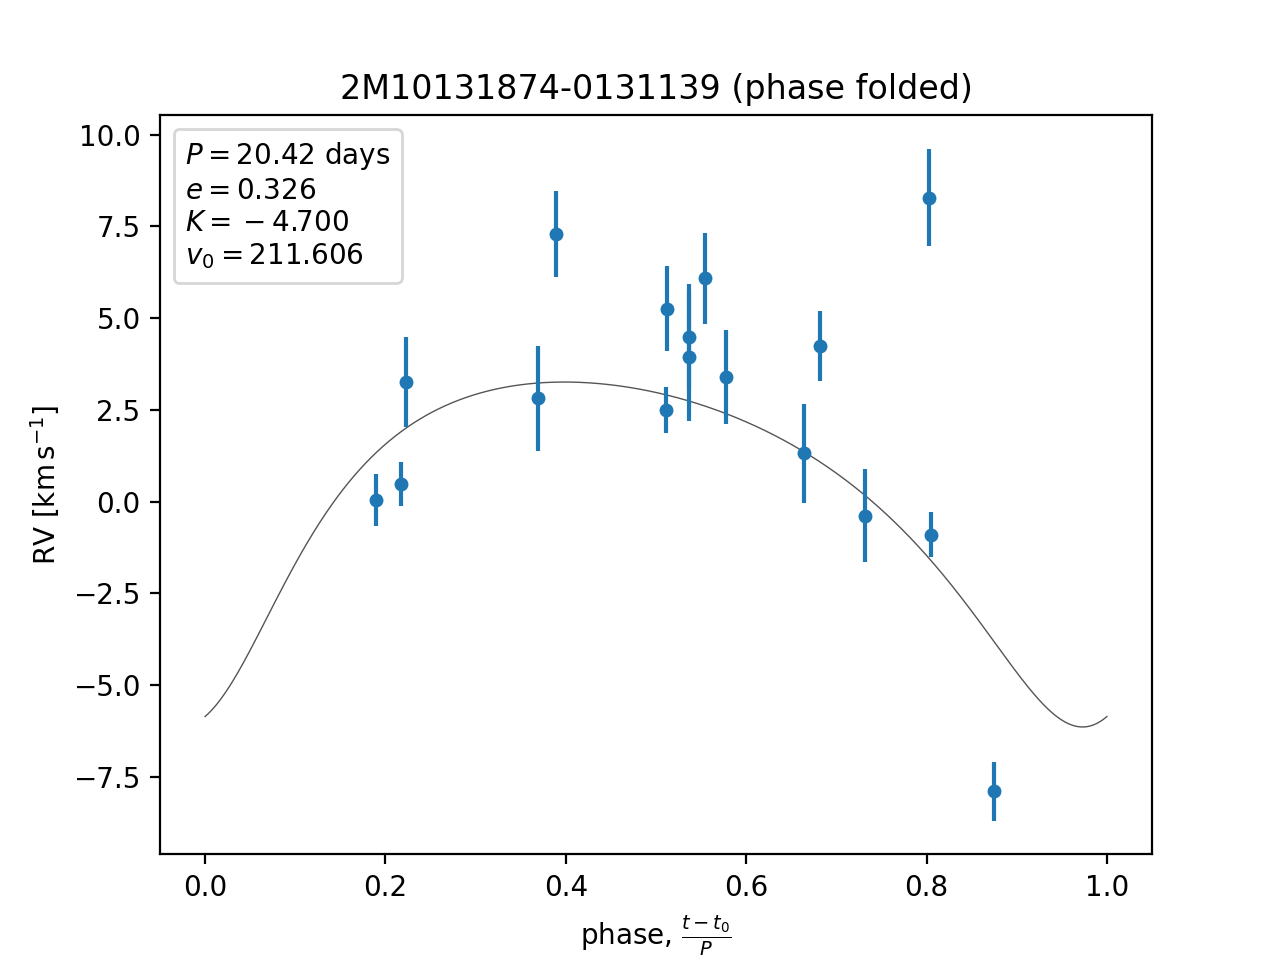 2M10131874-0131139 (phase folded)
P = 20.42 days
e = 0.326
K = −4.700
v₀ = 211.606
10.0
7.5
5.0
2.5
0.0
−2.5
−5.0
−7.5
RV [km s⁻¹]
0.0 0.2 0.4 0.6 0.8 1.0
phase, (t − t₀)/P